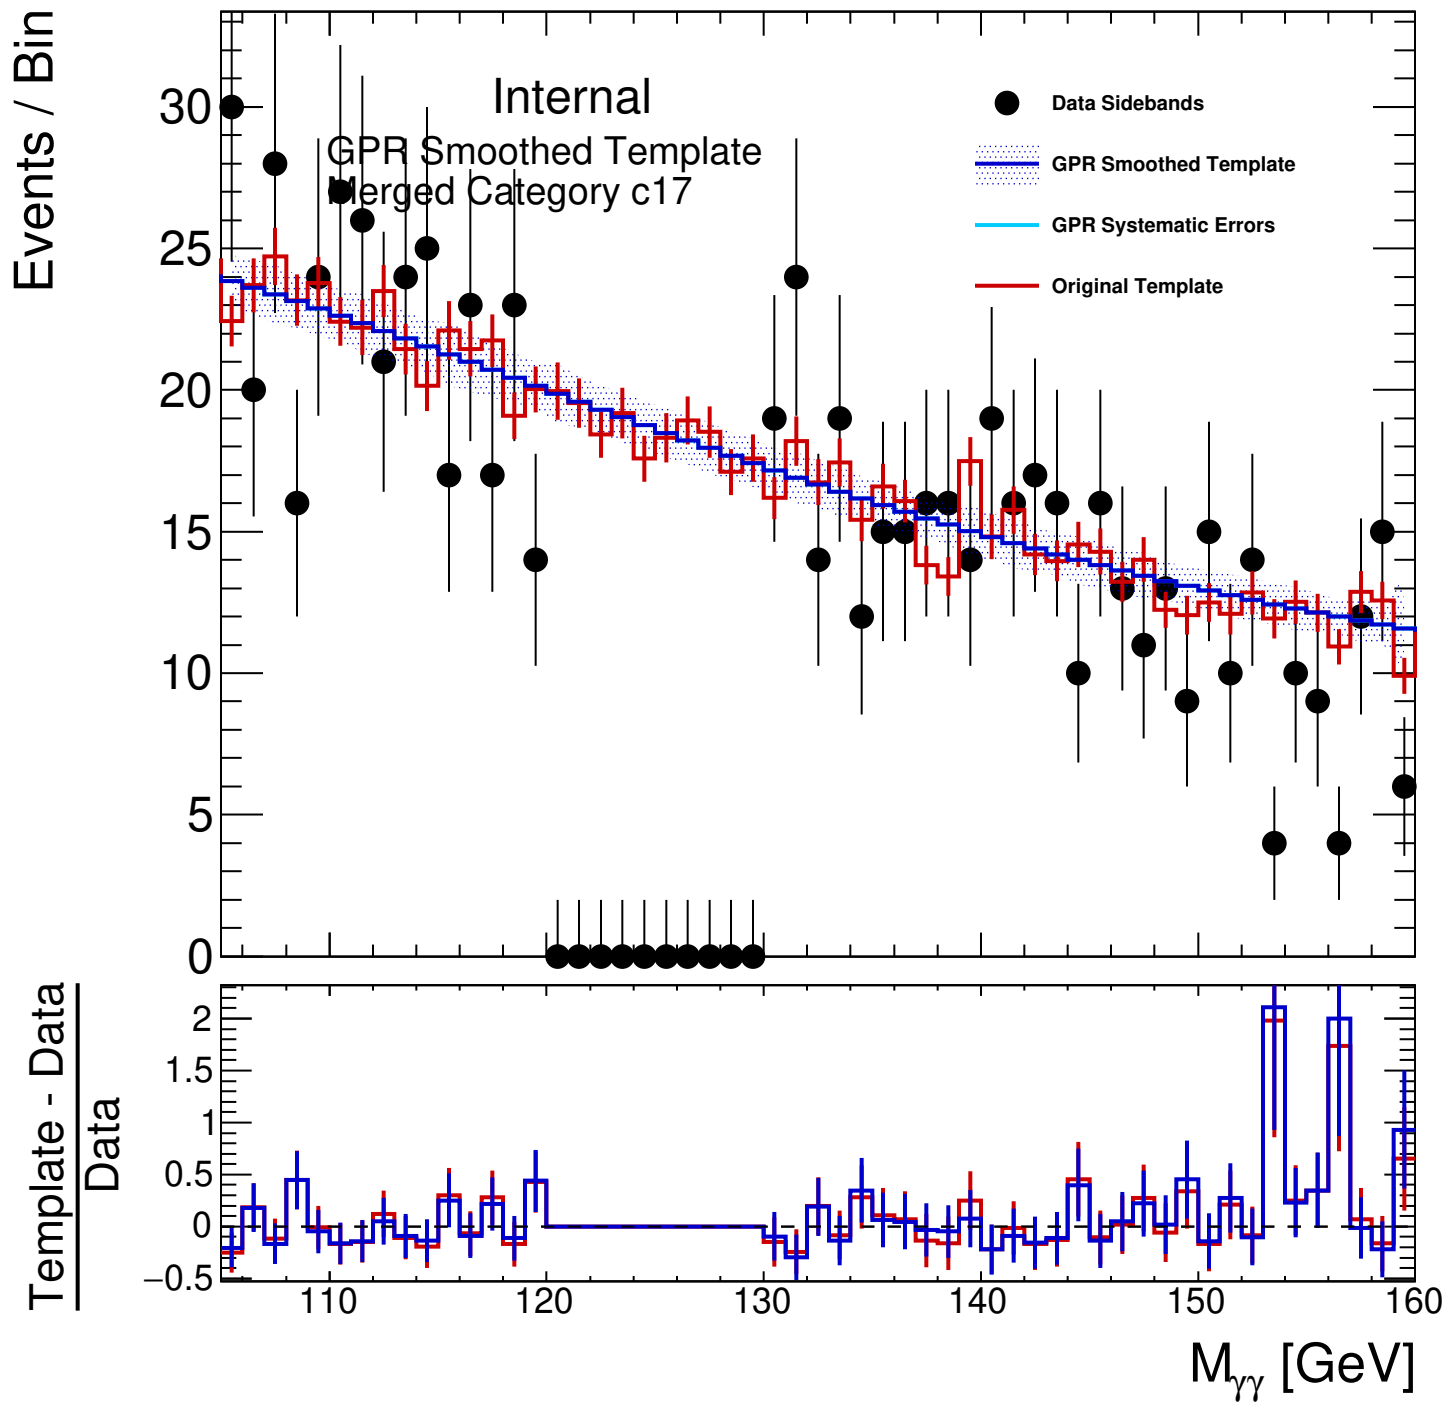 Events / Bin
30
25
20
15
10
5
0
Internal
GPR Smoothed Template
Merged Category c17
Data Sidebands
GPR Smoothed Template
GPR Systematic Errors
Original Template
Template - Data
Data
2
1.5
1
0.5
0
−0.5
110
120
130
140
150
160
Mγγ [GeV]